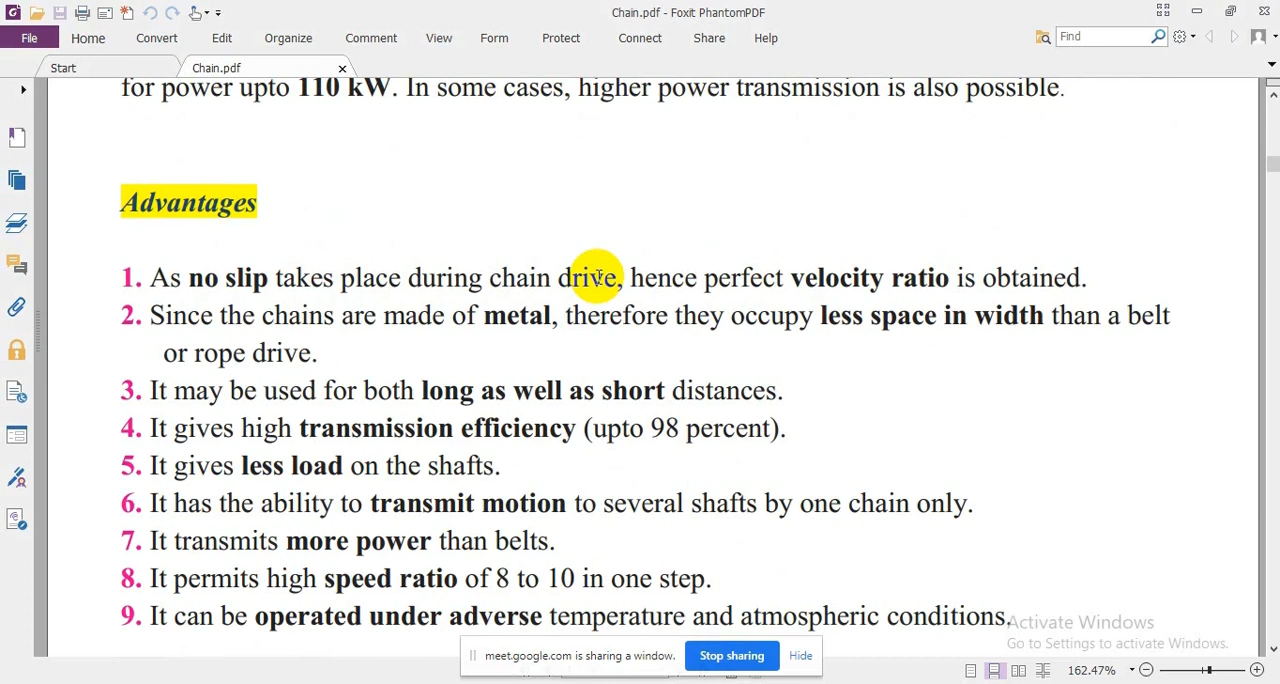 Chain.pdf - Foxit PhantomPDF
File Home Convert Edit Organize Comment View Form Protect Connect Share Help Find
Start Chain.pdf
for power upto 110 kW. In some cases, higher power transmission is also possible.
Advantages
1. As no slip takes place during chain drive, hence perfect velocity ratio is obtained.
2. Since the chains are made of metal, therefore they occupy less space in width than a belt
or rope drive.
3. It may be used for both long as well as short distances.
4. It gives high transmission efficiency (upto 98 percent).
5. It gives less load on the shafts.
6. It has the ability to transmit motion to several shafts by one chain only.
7. It transmits more power than belts.
8. It permits high speed ratio of 8 to 10 in one step.
9. It can be operated under adverse temperature and atmospheric conditions.
Activate Windows
Go to Settings to activate Windows.
meet.google.com is sharing a window. Stop sharing Hide
162.47%